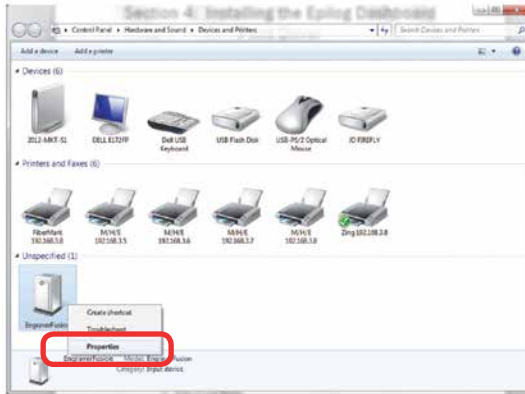 Section 4: Installing the Epilog Dashboard
Control Panel ▸ Hardware and Sound ▸ Devices and Printers
Search Devices and Printers
Add a device Add a printer
Devices (6)
2012-MKT-51 DELL E172FP Dell USB Keyboard USB Flash Disk USB-PS/2 Optical Mouse JD FIREFLY
Printers and Faxes (6)
FiberMark 192.168.3.8 M/H/E 192.168.3.5 M/H/E 192.168.3.6 M/H/E 192.168.3.7 M/H/E 192.168.3.8 Zing 192.168.3.8
Unspecified (1)
EngraverFusion
Create shortcut
Troubleshoot
Properties
EngraverFusion Model: Engraver Fusion
Category: Input device